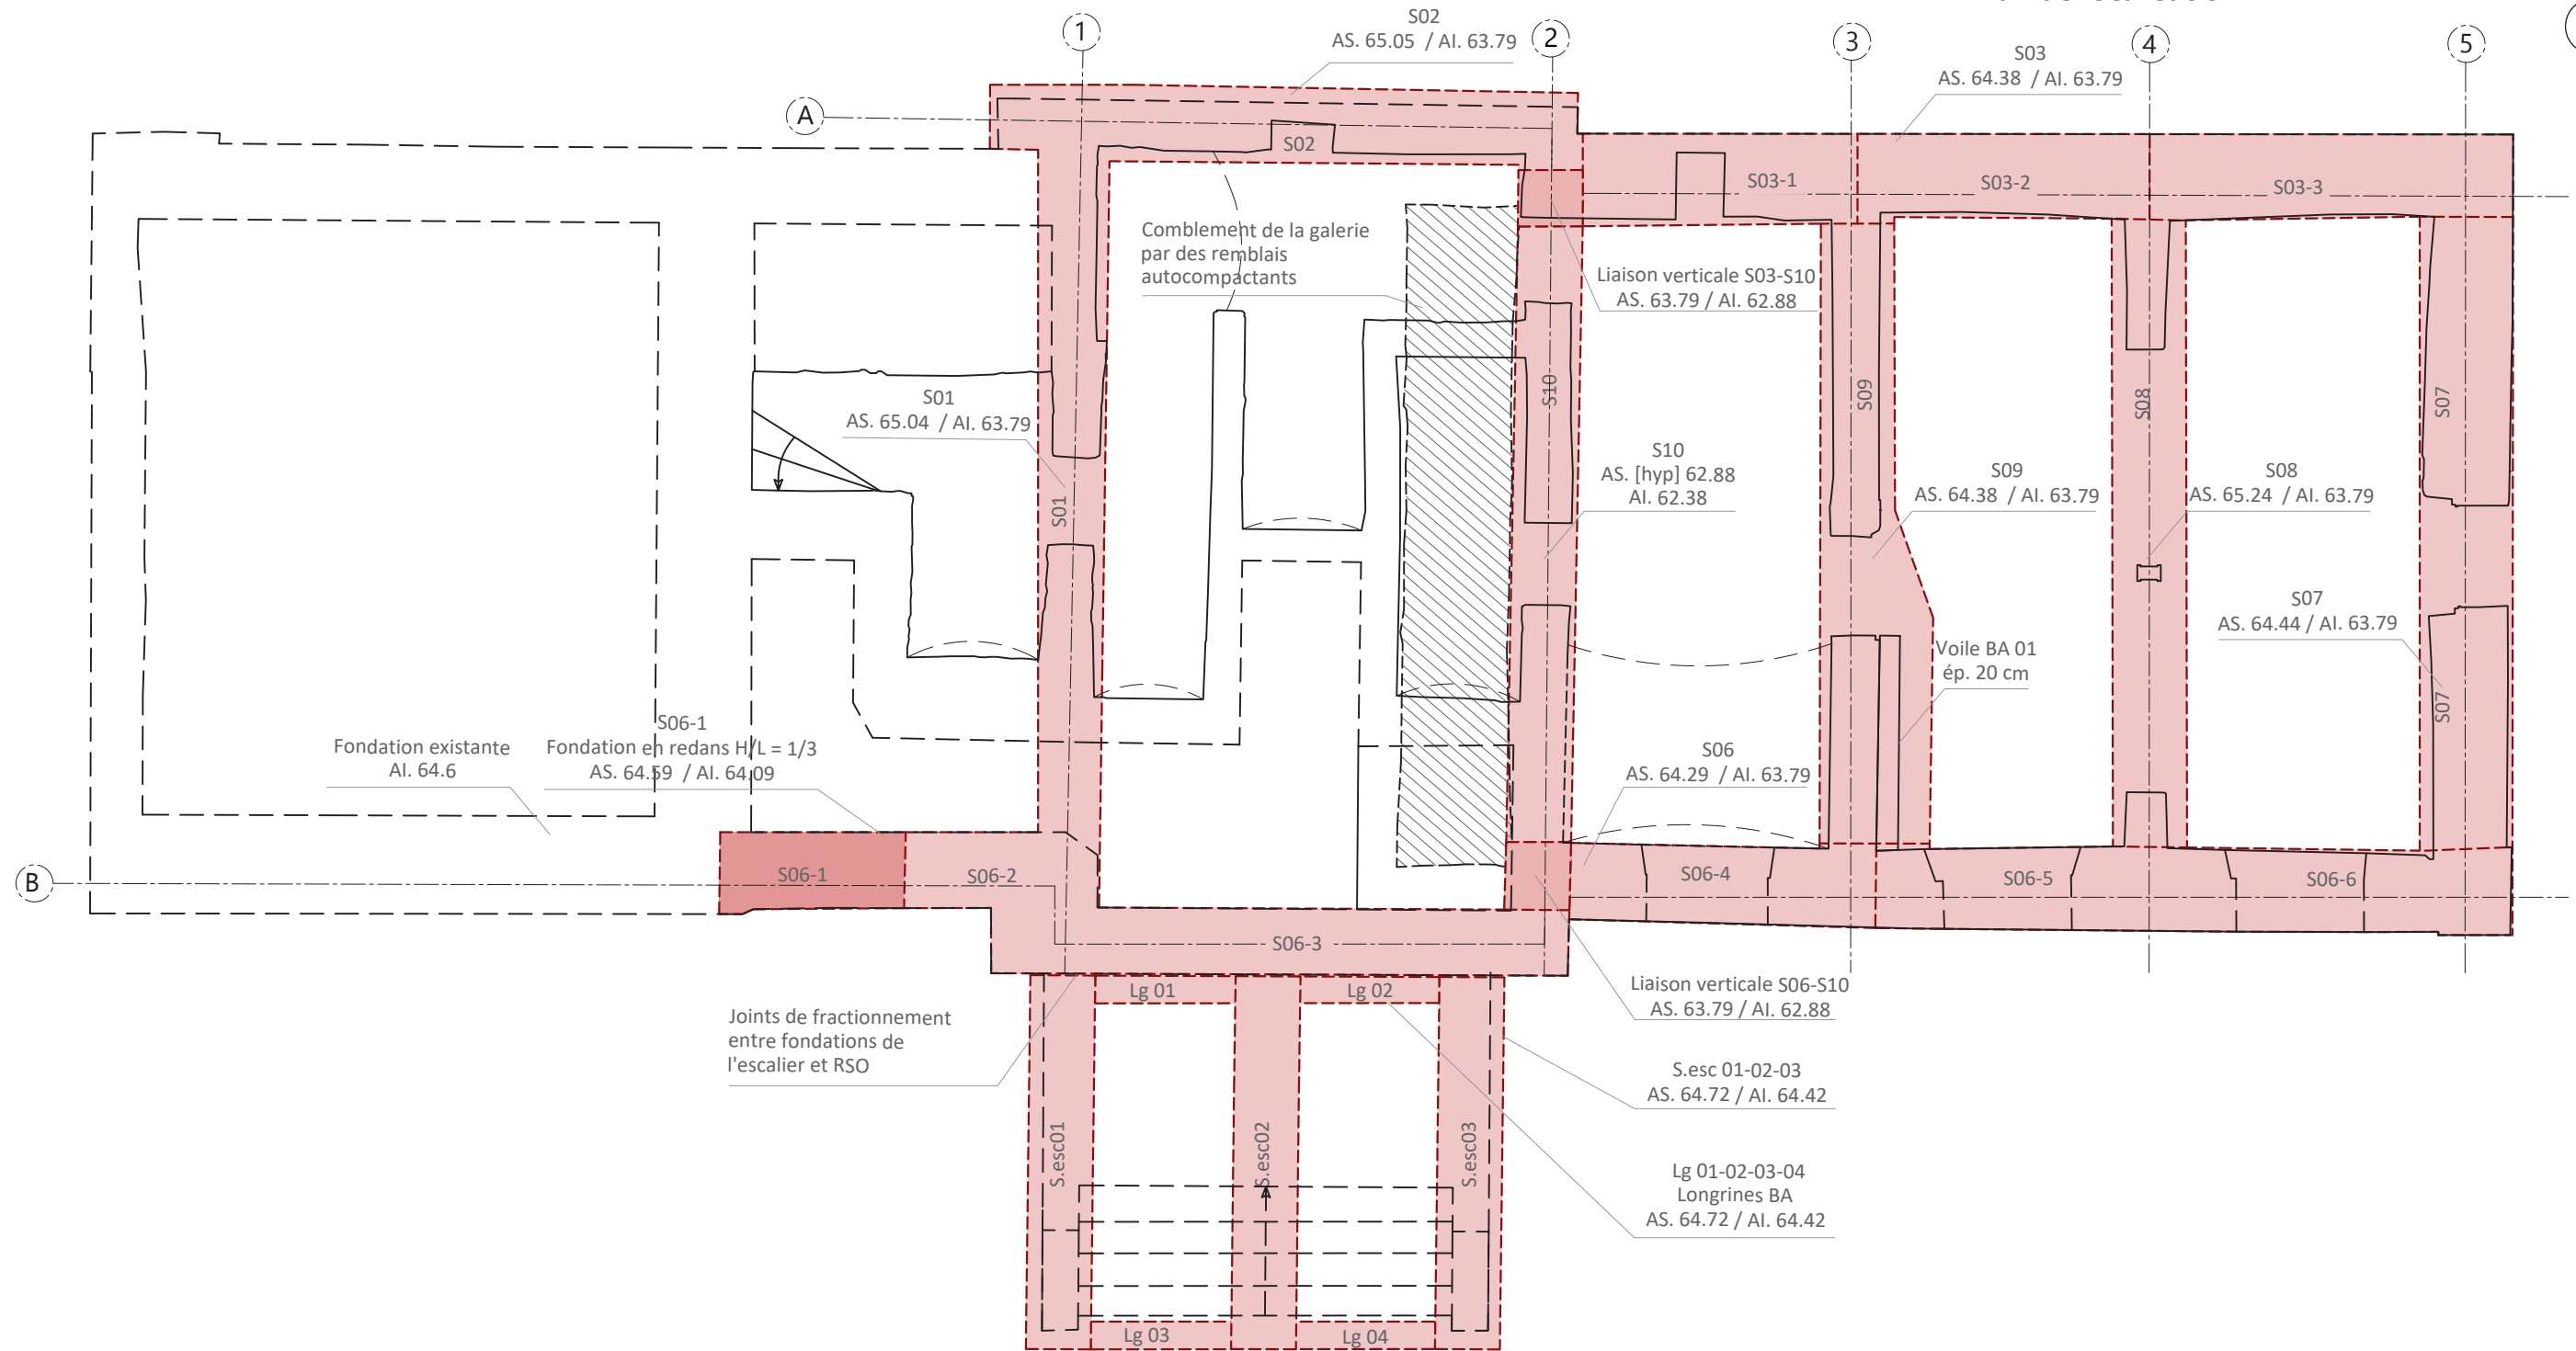 S02
AS. 65.05 / AI. 63.79
1
2
3
4
5
S03
AS. 64.38 / AI. 63.79
A
S02
S03-1
S03-2
S03-3
Comblement de la galerie
par des remblais
autocompactants
Liaison verticale S03-S10
AS. 63.79 / AI. 62.88
S01
AS. 65.04 / AI. 63.79
S01
S10
S09
S08
S07
S10
AS. [hyp] 62.88
AI. 62.38
S09
AS. 64.38 / AI. 63.79
S08
AS. 65.24 / AI. 63.79
S07
AS. 64.44 / AI. 63.79
Voile BA 01
ép. 20 cm
S07
Fondation existante
AI. 64.6
S06-1
Fondation en redans H/L = 1/3
AS. 64.59 / AI. 64.09
S06
AS. 64.29 / AI. 63.79
B
S06-1
S06-2
S06-3
S06-4
S06-5
S06-6
Lg 01
Lg 02
Liaison verticale S06-S10
AS. 63.79 / AI. 62.88
Joints de fractionnement
entre fondations de
l'escalier et RSO
S.esc 01-02-03
AS. 64.72 / AI. 64.42
S.esc01
S.esc02
S.esc03
Lg 01-02-03-04
Longrines BA
AS. 64.72 / AI. 64.42
Lg 03
Lg 04